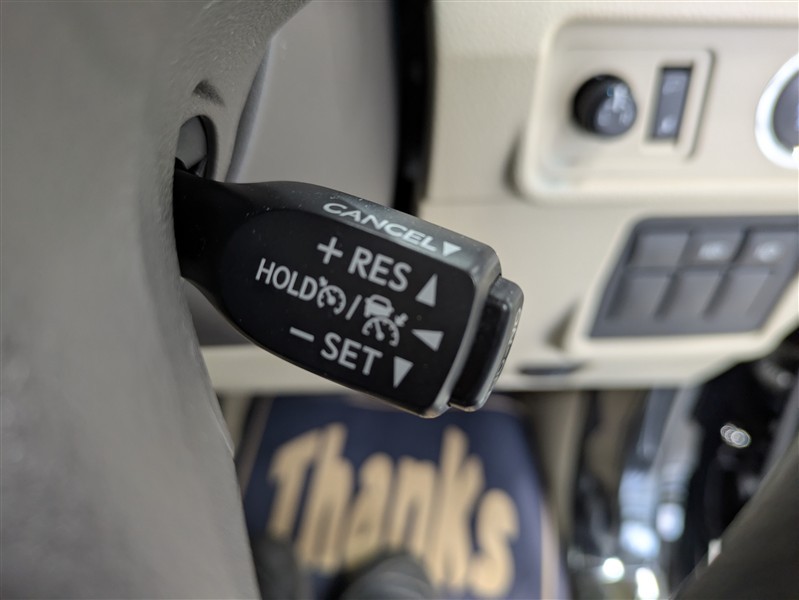 CANCEL▼
+RES▲
HOLD /
−SET▼
Thanks